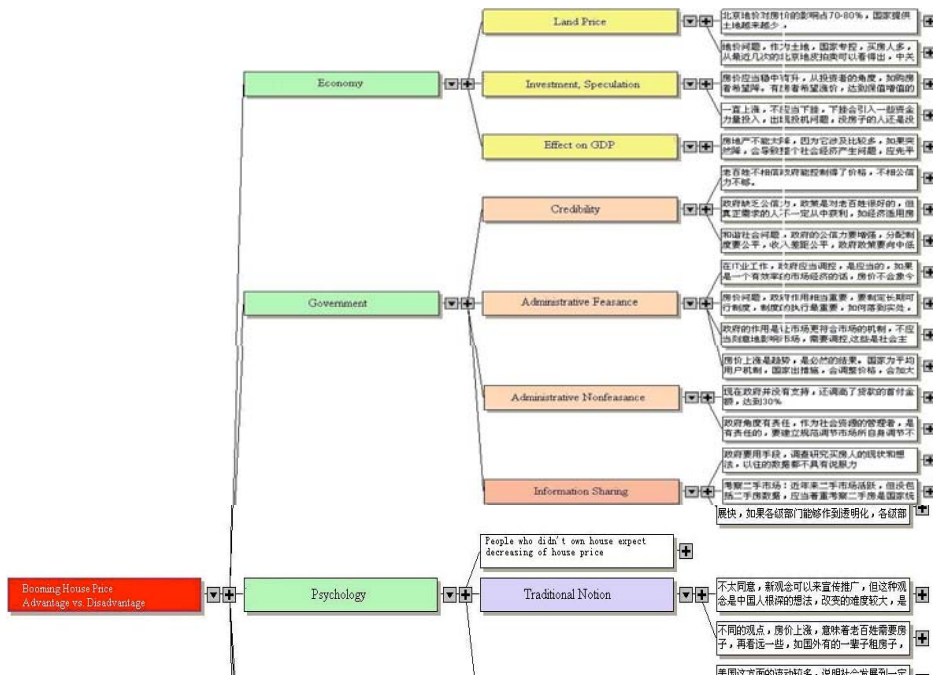 Land Price
北京地价对房价的影响占70-80%，国家提供
土地越来越少，
地价问题，作为土地，国家专控，买房人多，
从最近几次的北京地皮拍卖可以看得出，中关
Economy
Investment, Speculation
房价应当稳中有升，从投资者的角度，如购房
者希望降。有房者希望涨价，达到保值增值的
一直上涨，不应当下挫，下挫会引入一些资金
力量投入，出现投机问题，没房子的人还是没
Effect on GDP
房地产不能大降，因为它涉及比较多，如果突
然降，会导致整个社会经济产生问题，应先平
老百姓不相信政府能控制得了价格，不相公信
力不够。
Credibility
政府缺乏公信力，政策是对老百姓很好的，但
真正需求的人不一定从中获利，如经济适用房
和谐社会问题，政府的公信力要增强，分配制
度要公平，收入差距公平，政府政策要向中低
在IT业工作，政府应当调控，是应当的，如果
是一个有效率的市场经济的话，房价不会象今
Government
Administrative Feasance
房价问题，政府作用相当重要，要制定长期可
行制度，制度的执行最重要，如何落到实处，
政府的作用是让市场更符合市场的机制，不应
当刻意地影响市场，需要调控,这些是社会主
房价上涨是趋势，是必然的结果。国家为平均
用户机制，国家出措施，会调整价格，会加大
Administrative Nonfeasance
现在政府并没有支持，还调高了贷款的首付金
额，达到30%
政府角度有责任，作为社会资源的管理者，是
有责任的，要建立规范调节市场所自身调节不
政府要用手段，调查研究买房人的现状和想
法，以往的数据都不具有说服力
Information Sharing
考察二手市场：近年来二手市场活跃，但没包
括二手房数据，应当着重考察二手房是国家统
展快，如果各级部门能够作到透明化，各级部
People who didn't own house expect
decreasing of house price
Booming House Price
Advantage vs. Disadvantage
Psychology
Traditional Notion
不太同意，新观念可以来宣传推广，但这种观
念是中国人根深的想法，改变的难度较大，是
不同的观点，房价上涨，意味着老百姓需要房
子，再看远一些，如国外有的一辈子租房子，
美国这方面的流动较多，说明社会发展到一定